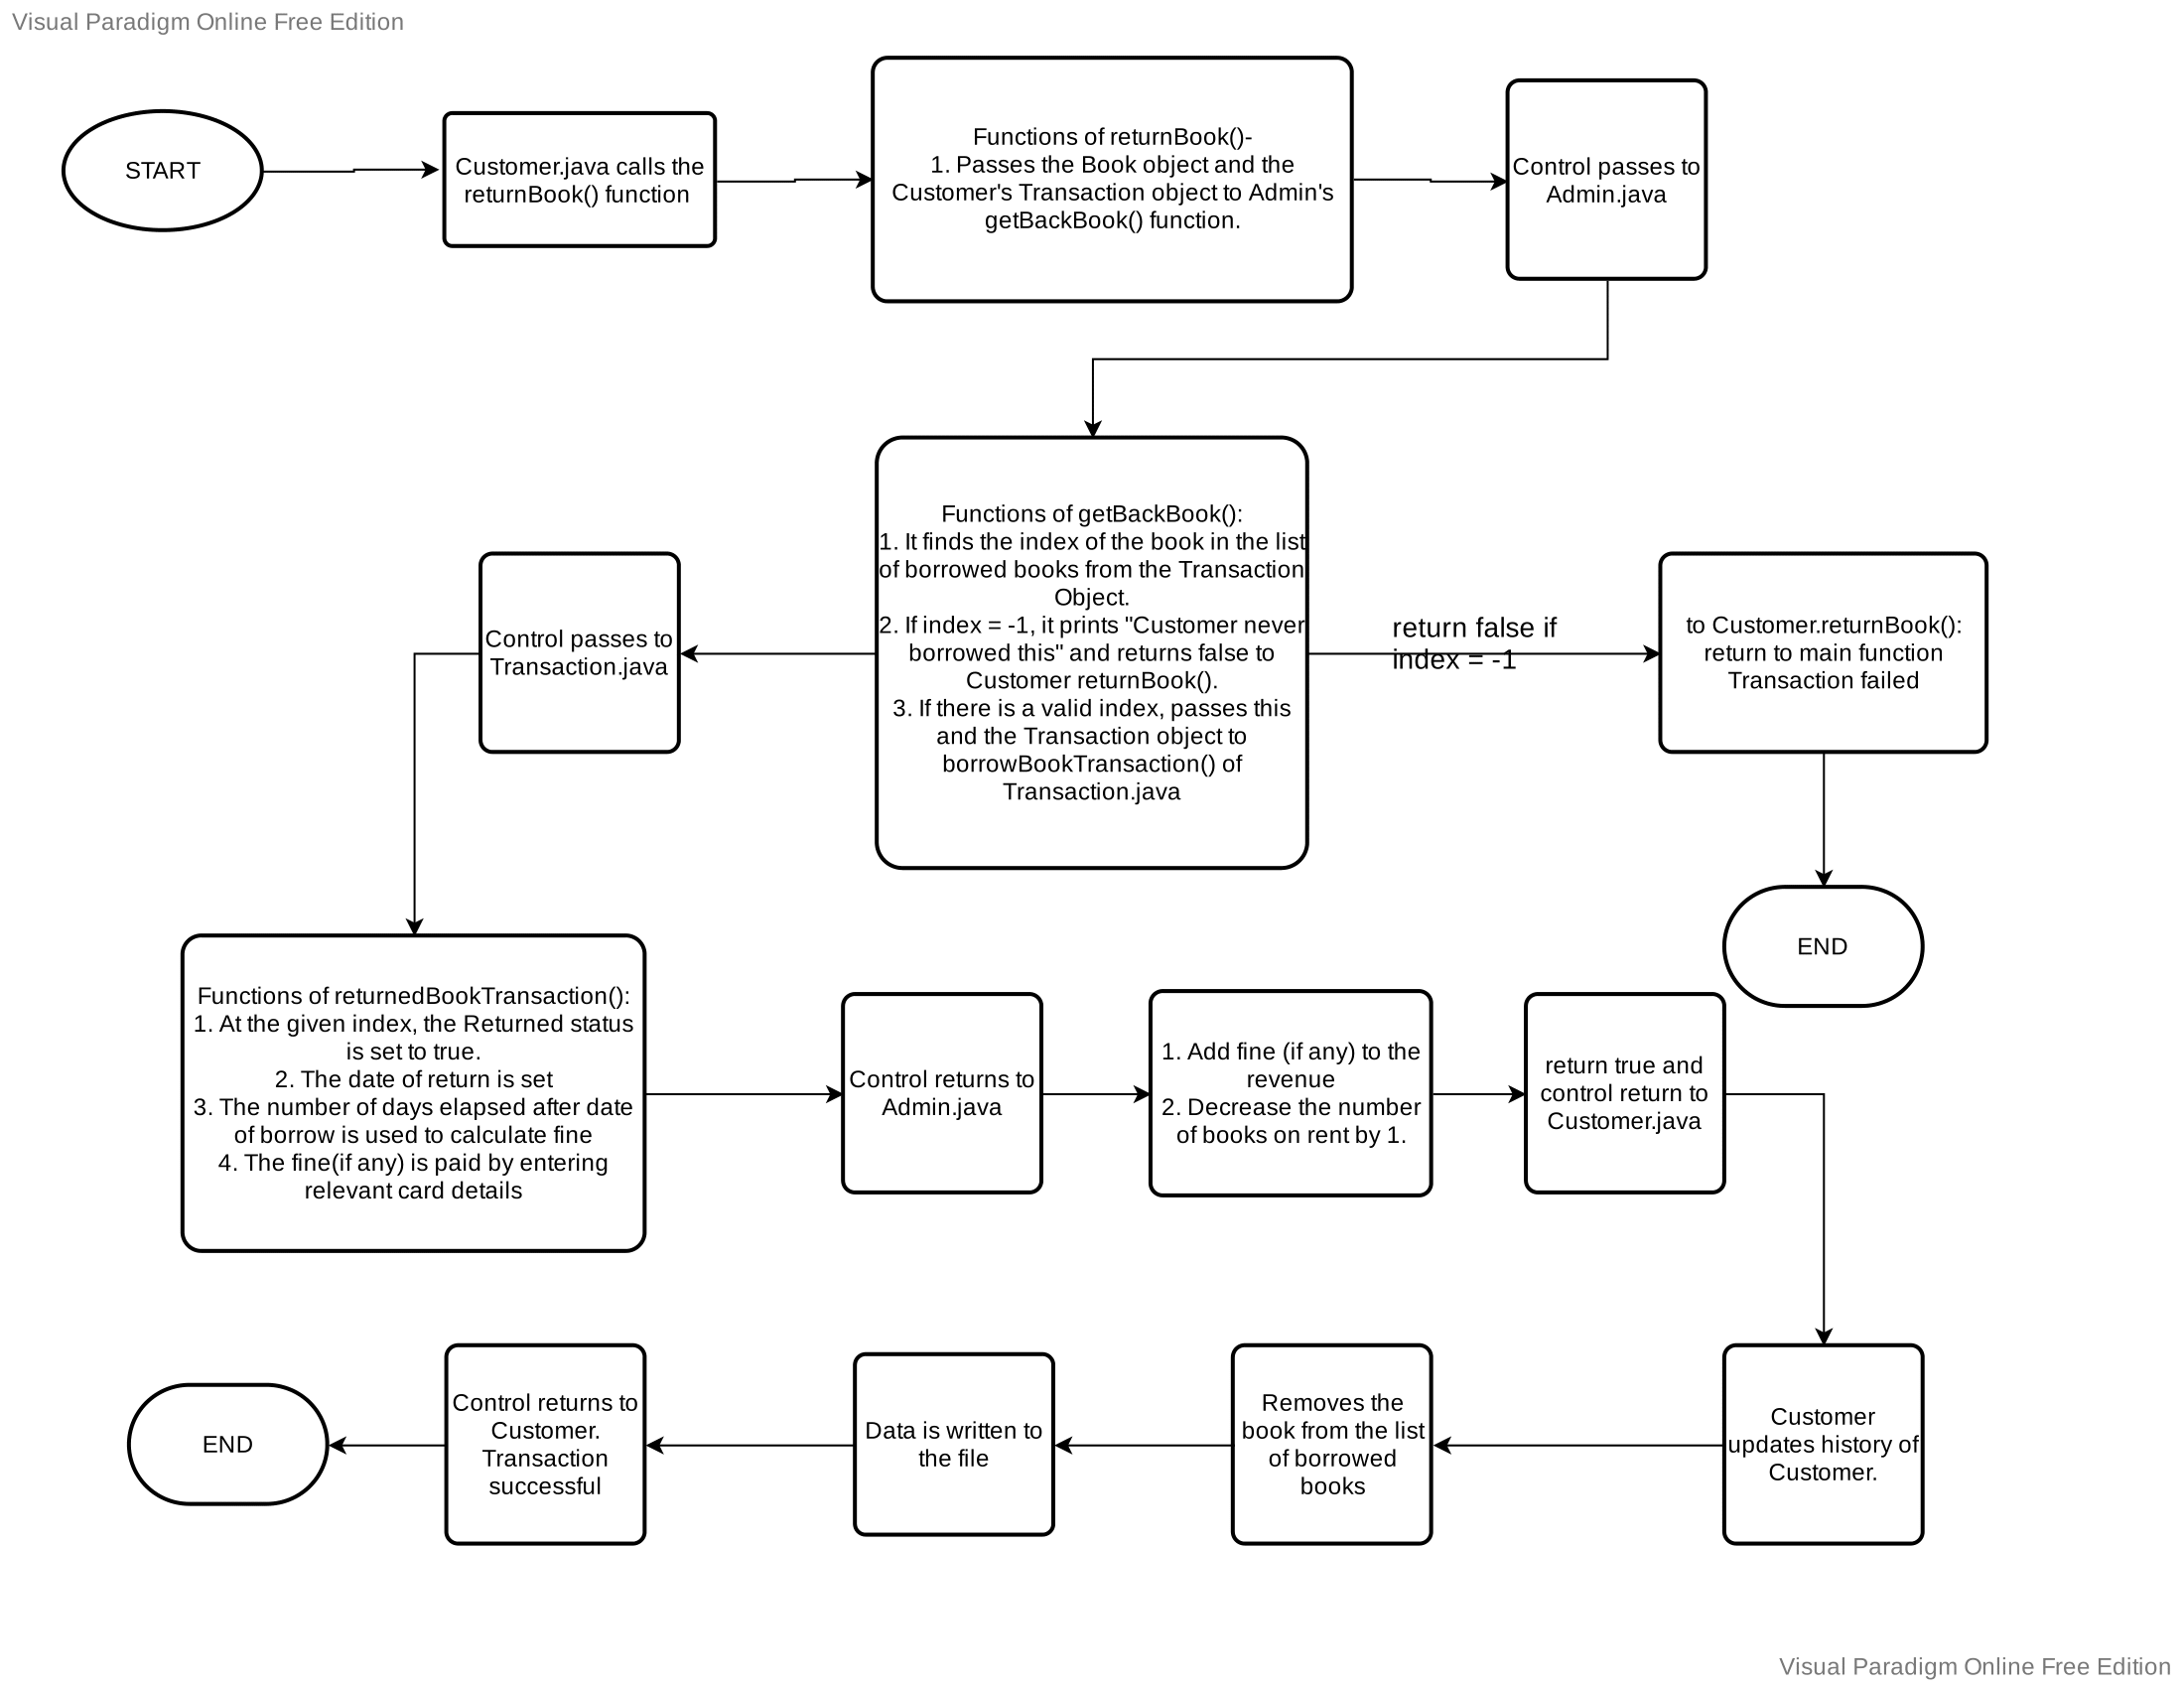 Visual Paradigm Online Free Edition
START
Customer.java calls the
returnBook() function
Functions of returnBook()-
1. Passes the Book object and the
Customer's Transaction object to Admin's
getBackBook() function.
Control passes to
Admin.java
Functions of getBackBook():
1. It finds the index of the book in the list
of borrowed books from the Transaction
Object.
2. If index = -1, it prints "Customer never
borrowed this" and returns false to
Customer returnBook().
3. If there is a valid index, passes this
and the Transaction object to
borrowBookTransaction() of
Transaction.java
return false if
index = -1
to Customer.returnBook():
return to main function
Transaction failed
END
Control passes to
Transaction.java
Functions of returnedBookTransaction():
1. At the given index, the Returned status
is set to true.
2. The date of return is set
3. The number of days elapsed after date
of borrow is used to calculate fine
4. The fine(if any) is paid by entering
relevant card details
Control returns to
Admin.java
1. Add fine (if any) to the
revenue
2. Decrease the number
of books on rent by 1.
return true and
control return to
Customer.java
Customer
updates history of
Customer.
Removes the
book from the list
of borrowed
books
Data is written to
the file
Control returns to
Customer.
Transaction
successful
END
Visual Paradigm Online Free Edition